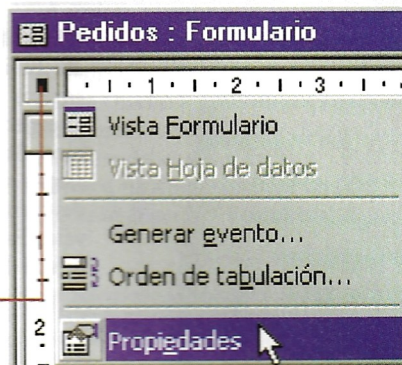 Pedidos : Formulario
1 2 3
Vista Formulario
Vista Hoja de datos
Generar evento...
Orden de tabulación...
2
Propiedades